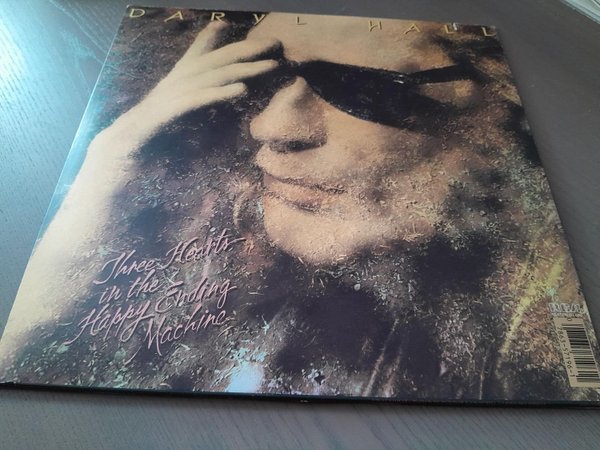 DARYL HALL
Three Hearts
in the
Happy Ending
Machine